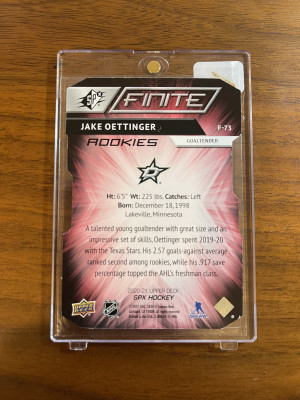 SPx FINITE
JAKE OETTINGER F-73
ROOKIES GOALTENDER
D
Ht: 6'5" Wt: 225 lbs. Catches: Left
Born: December 18, 1998
Lakeville, Minnesota
A talented young goaltender with great size and an
impressive set of skills, Oettinger spent 2019-20
with the Texas Stars. His 2.57 goals-against average
ranked second among rookies, while his .917 save
percentage topped the AHL's freshman class.
2020-21 UPPER DECK
SPX HOCKEY
UPPER DECK
NHL